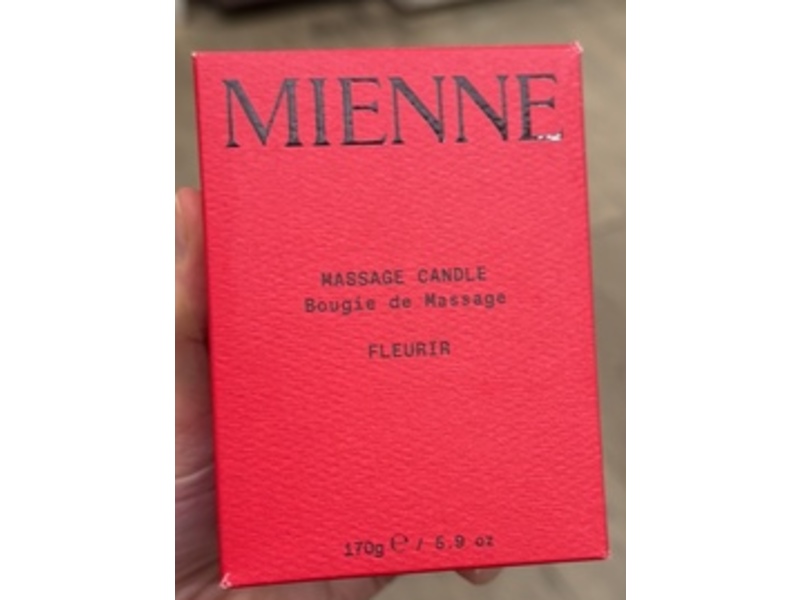 MIENNE
MASSAGE CANDLE
Bougie de Massage
FLEURIR
170g ℮ / 5.9 oz